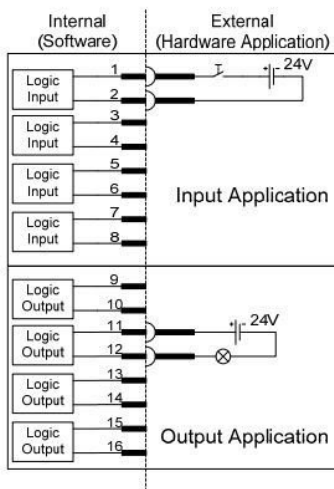 Internal
(Software)
External
(Hardware Application)
Logic
Input
1
2
24V
Logic
Input
3
4
Logic
Input
5
6
Logic
Input
7
8
Input Application
Logic
Output
9
10
Logic
Output
11
12
24V
Logic
Output
13
14
Logic
Output
15
16
Output Application